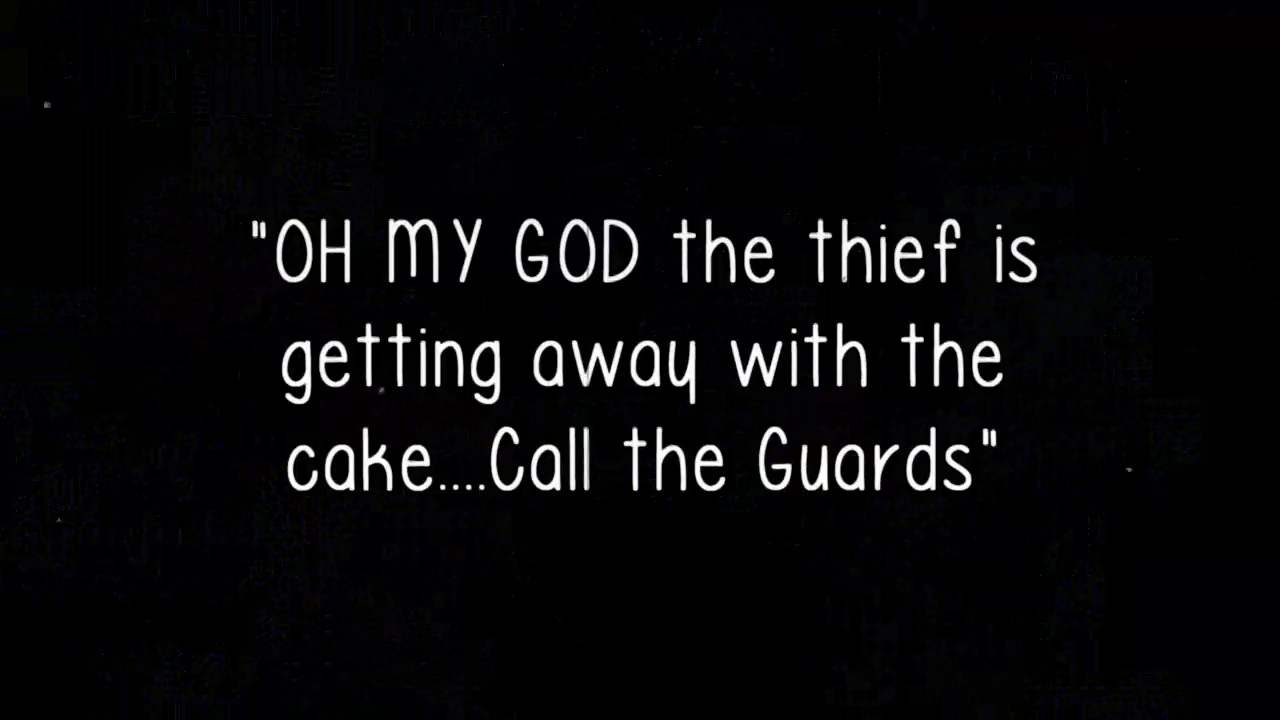 "OH MY GOD the thief is
getting away with the
cake....Call the Guards"